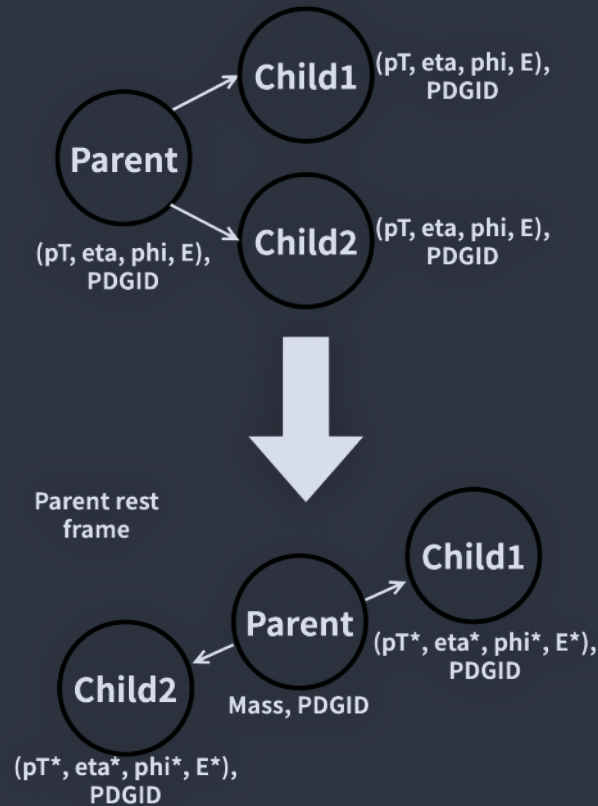 Child1
(pT, eta, phi, E),
PDGID
Parent
(pT, eta, phi, E),
PDGID
Child2
(pT, eta, phi, E),
PDGID
Parent rest
frame
Child1
(pT*, eta*, phi*, E*),
PDGID
Parent
Mass, PDGID
Child2
(pT*, eta*, phi*, E*),
PDGID